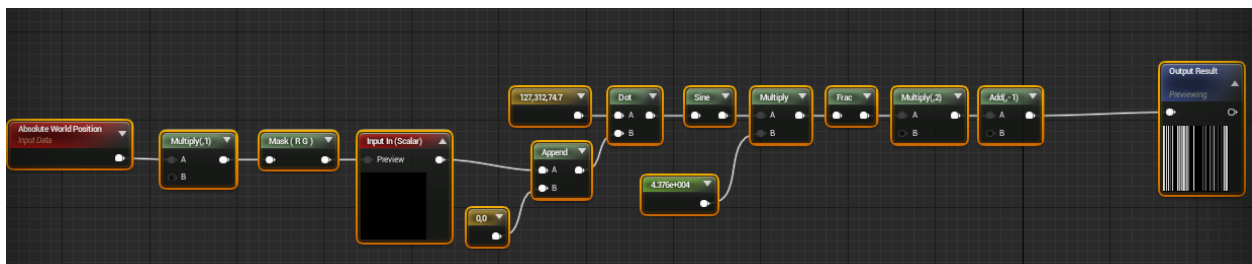 Absolute World Position
Input Data
Multiply(,1)
A
B
Mask ( R G )
Input In (Scalar)
Preview
0,0
Append
A
B
127,312,74.7
Dot
A
B
Sine
4.376e+004
Multiply
A
B
Frac
Multiply(,2)
A
B
Add(,-1)
A
B
Output Result
Previewing